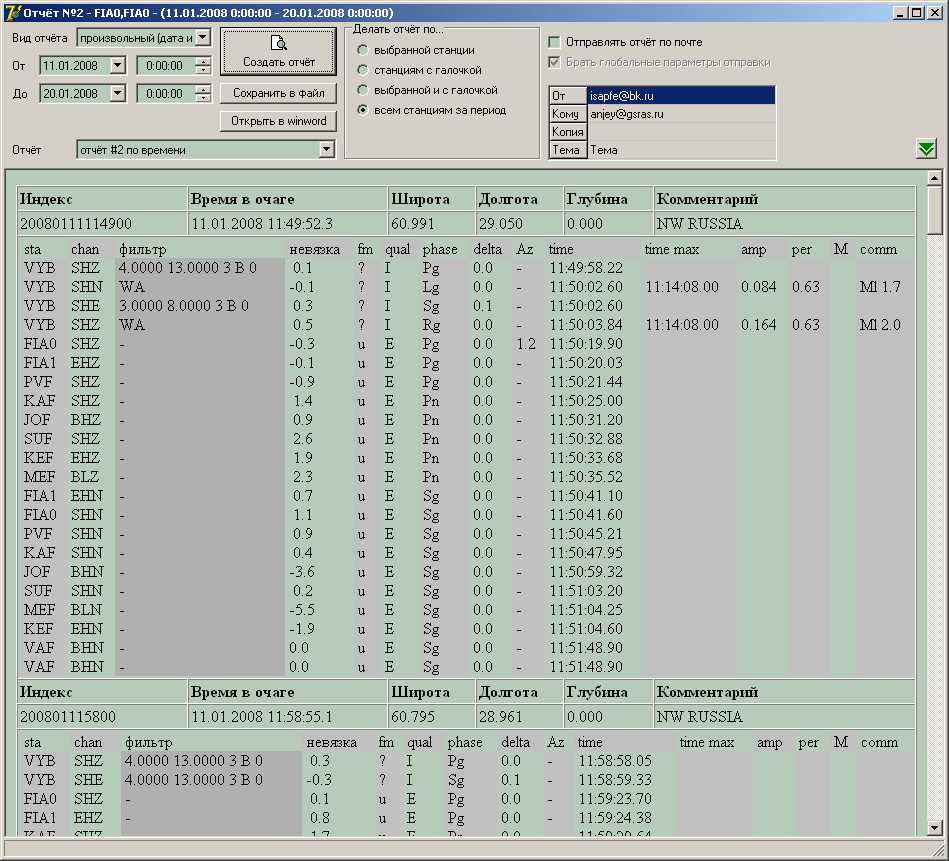 Отчёт №2 - FIA0,FIA0 - (11.01.2008 0:00:00 - 20.01.2008 0:00:00)
Вид отчёта произвольный (дата и
От 11.01.2008 0:00:00
До 20.01.2008 0:00:00
Отчёт отчёт #2 по времени
Создать отчёт
Сохранить в файл
Открыть в winword
Делать отчёт по...
выбранной станции
станциям с галочкой
выбранной и с галочкой
всем станциям за период
Отправлять отчёт по почте
Брать глобальные параметры отправки
От isapfe@bk.ru
Кому anjey@gsras.ru
Копия
Тема Тема
Индекс Время в очаге Широта Долгота Глубина Комментарий
20080111114900 11.01.2008 11:49:52.3 60.991 29.050 0.000 NW RUSSIA
sta chan фильтр невязка fm qual phase delta Az time time max amp per M comm
VYB SHZ 4.0000 13.0000 3 B 0 0.1 ? I Pg 0.0 - 11:49:58.22
VYB SHN WA -0.1 ? I Lg 0.0 - 11:50:02.60 11:14:08.00 0.084 0.63 Ml 1.7
VYB SHE 3.0000 8.0000 3 B 0 0.3 ? I Sg 0.1 - 11:50:02.60
VYB SHZ WA 0.5 ? I Rg 0.0 - 11:50:03.84 11:14:08.00 0.164 0.63 Ml 2.0
FIA0 SHZ - -0.3 u E Pg 0.0 1.2 11:50:19.90
FIA1 EHZ - -0.1 u E Pg 0.0 - 11:50:20.03
PVF SHZ - -0.9 u E Pg 0.0 - 11:50:21.44
KAF SHZ - 1.4 u E Pn 0.0 - 11:50:25.00
JOF BHZ - 0.9 u E Pn 0.0 - 11:50:31.20
SUF SHZ - 2.6 u E Pn 0.0 - 11:50:32.88
KEF EHZ - 1.9 u E Pn 0.0 - 11:50:33.68
MEF BLZ - 2.3 u E Pn 0.0 - 11:50:35.52
FIA1 EHN - 0.7 u E Sg 0.0 - 11:50:41.10
FIA0 SHN - 1.1 u E Sg 0.0 - 11:50:41.60
PVF SHN - 0.9 u E Sg 0.0 - 11:50:45.21
KAF SHN - 0.4 u E Sg 0.0 - 11:50:47.95
JOF BHN - -3.6 u E Sg 0.0 - 11:50:59.32
SUF SHN - 0.2 u E Sg 0.0 - 11:51:03.20
MEF BLN - -5.5 u E Sg 0.0 - 11:51:04.25
KEF EHN - -1.9 u E Sg 0.0 - 11:51:04.60
VAF BHN - 0.0 u E Sg 0.0 - 11:51:48.90
VAF BHN - 0.0 u E Sg 0.0 - 11:51:48.90
Индекс Время в очаге Широта Долгота Глубина Комментарий
200801115800 11.01.2008 11:58:55.1 60.795 28.961 0.000 NW RUSSIA
sta chan фильтр невязка fm qual phase delta Az time time max amp per M comm
VYB SHZ 4.0000 13.0000 3 B 0 0.3 ? I Pg 0.0 - 11:58:58.05
VYB SHE 4.0000 13.0000 3 B 0 -0.3 ? I Sg 0.1 - 11:58:59.33
FIA0 SHZ - 0.1 u E Pg 0.0 - 11:59:23.70
FIA1 EHZ - 0.8 u E Pg 0.0 - 11:59:24.38